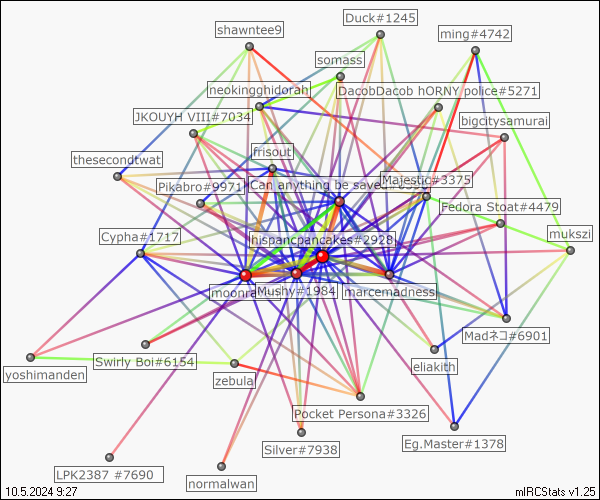 Duck#1245
shawntee9
ming#4742
somass
neokingghidorah
DacobDacob hORNY police#5271
JKOUYH VIII#7034
bigcitysamurai
frisout
thesecondtwat
Pikabro#9971
Can anything be save
Majestic#3375
Fedora Stoat#4479
Cypha#1717
hispancpancakes#2928
mukszi
moonra
Mushy#1984
marcemadness
Madネコ#6901
Swirly Boi#6154
eliakith
yoshimanden
zebula
Pocket Persona#3326
Silver#7938
Eg.Master#1378
LPK2387 #7690
normalwan
10.5.2024 9:27
mIRCStats v1.25